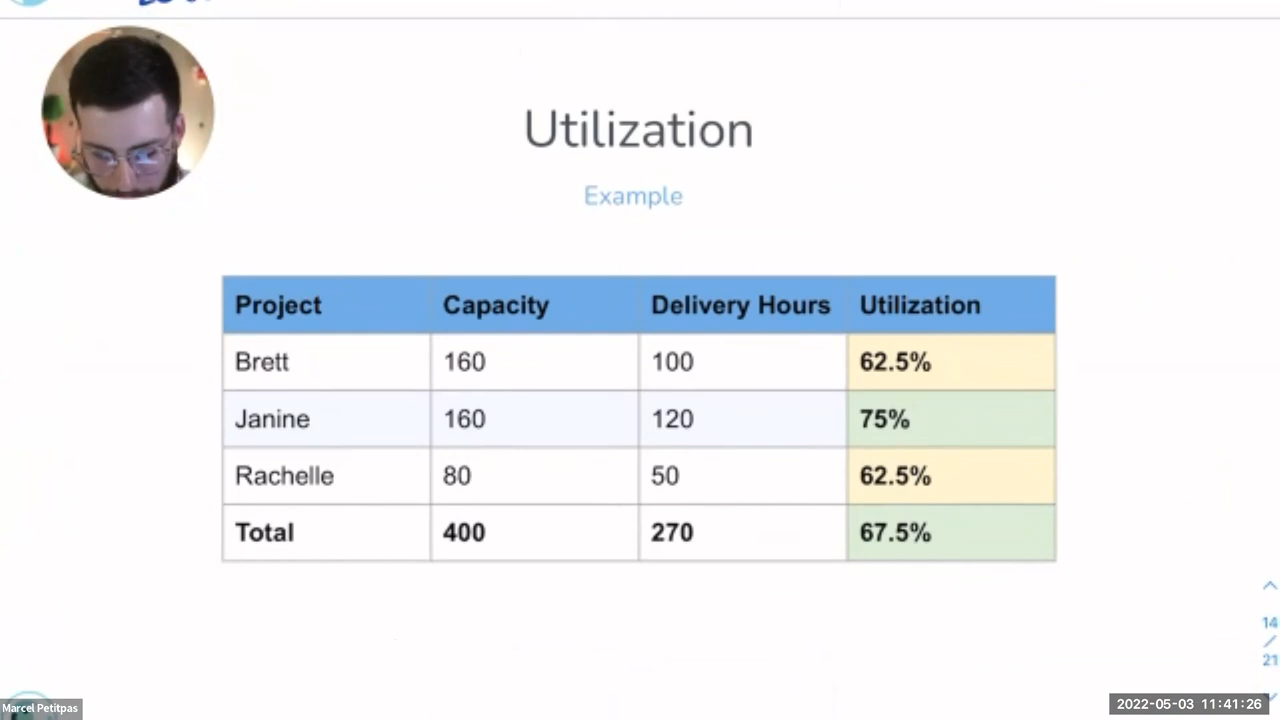 Utilization
Example
Project Capacity Delivery Hours Utilization
Brett 160 100 62.5%
Janine 160 120 75%
Rachelle 80 50 62.5%
Total 400 270 67.5%
14
/
21
Marcel Petitpas
2022-05-03 11:41:26